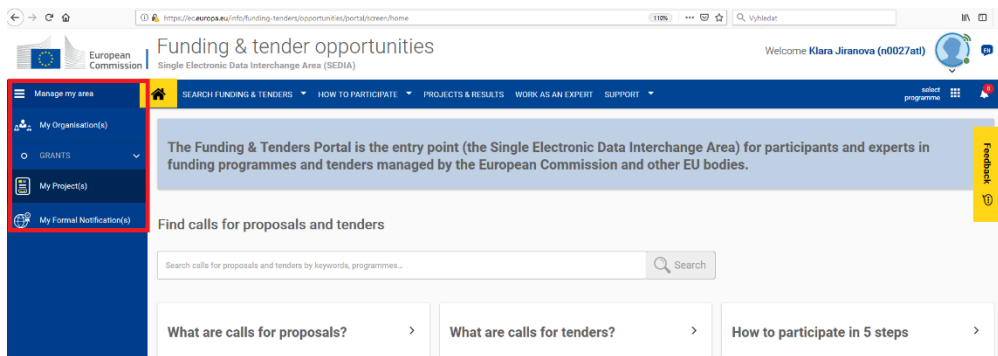 https://ec.europa.eu/info/funding-tenders/opportunities/portal/screen/home
110%
Vyhledat
European
Commission
Funding & tender opportunities
Single Electronic Data Interchange Area (SEDIA)
Welcome Klara Jiranova (n0027atl)
EN
Manage my area
SEARCH FUNDING & TENDERS
HOW TO PARTICIPATE
PROJECTS & RESULTS
WORK AS AN EXPERT
SUPPORT
select
programme
8
My Organisation(s)
GRANTS
My Project(s)
My Formal Notification(s)
The Funding & Tenders Portal is the entry point (the Single Electronic Data Interchange Area) for participants and experts in
funding programmes and tenders managed by the European Commission and other EU bodies.
Feedback
Find calls for proposals and tenders
Search calls for proposals and tenders by keywords, programmes...
Search
What are calls for proposals?
What are calls for tenders?
How to participate in 5 steps